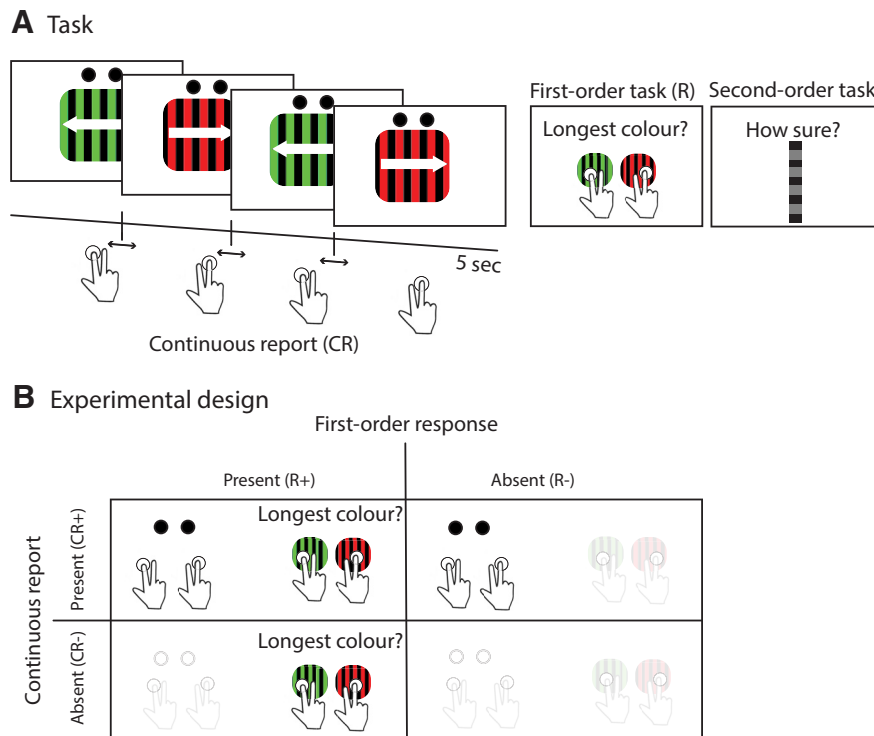 A Task
First-order task (R)
Second-order task
Longest colour?
How sure?
5 sec
Continuous report (CR)
B Experimental design
First-order response
Present (R+)
Absent (R-)
Continuous report
Present (CR+)
Longest colour?
Absent (CR-)
Longest colour?